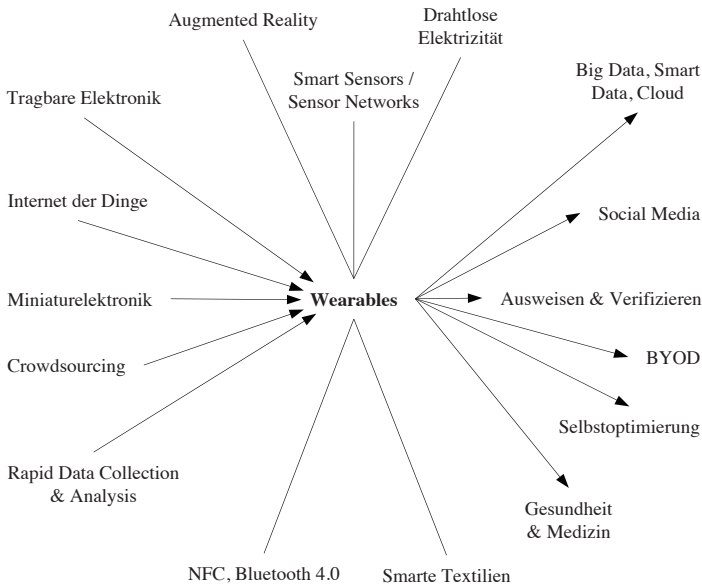 Augmented Reality
Drahtlose
Elektrizität
Smart Sensors /
Sensor Networks
Big Data, Smart
Data, Cloud
Tragbare Elektronik
Internet der Dinge
Social Media
Miniaturelektronik
Wearables
Ausweisen & Verifizieren
Crowdsourcing
BYOD
Selbstoptimierung
Rapid Data Collection
& Analysis
Gesundheit
& Medizin
NFC, Bluetooth 4.0
Smarte Textilien